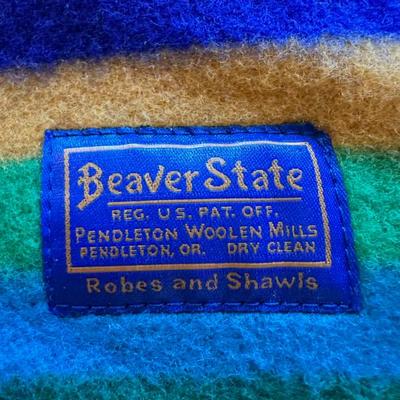 Beaver State
REG. U.S. PAT. OFF.
PENDLETON WOOLEN MILLS
PENDLETON, OR. DRY CLEAN
Robes and Shawls